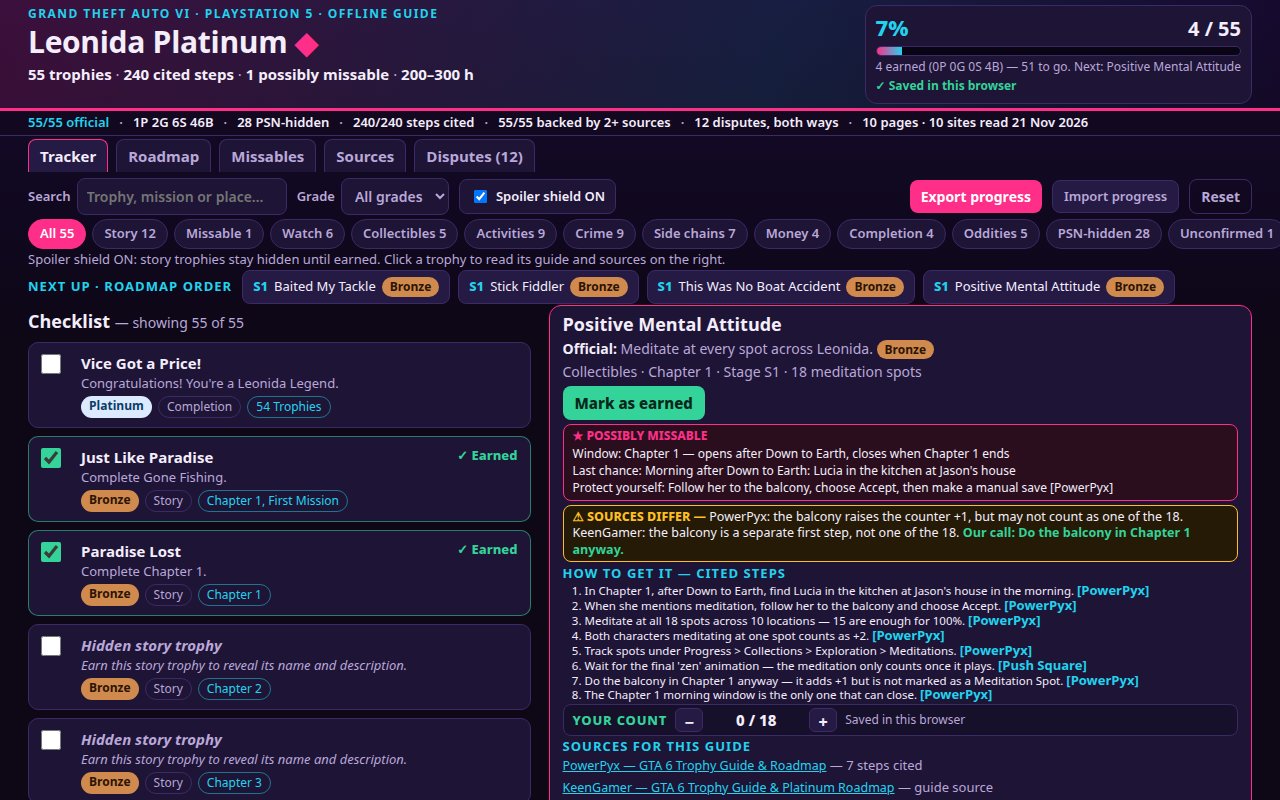 GRAND THEFT AUTO VI · PLAYSTATION 5 · OFFLINE GUIDE
Leonida Platinum
55 trophies · 240 cited steps · 1 possibly missable · 200–300 h
7% 4 / 55
4 earned (0P 0G 0S 4B) — 51 to go. Next: Positive Mental Attitude
✓ Saved in this browser
55/55 official · 1P 2G 6S 46B · 28 PSN-hidden · 240/240 steps cited · 55/55 backed by 2+ sources · 12 disputes, both ways · 10 pages · 10 sites read 21 Nov 2026
Tracker Roadmap Missables Sources Disputes (12)
Search Trophy, mission or place... Grade All grades Spoiler shield ON Export progress Import progress Reset
All 55 Story 12 Missable 1 Watch 6 Collectibles 5 Activities 9 Crime 9 Side chains 7 Money 4 Completion 4 Oddities 5 PSN-hidden 28 Unconfirmed 1
Spoiler shield ON: story trophies stay hidden until earned. Click a trophy to read its guide and sources on the right.
NEXT UP · ROADMAP ORDER S1 Baited My Tackle Bronze S1 Stick Fiddler Bronze S1 This Was No Boat Accident Bronze S1 Positive Mental Attitude Bronze
Checklist — showing 55 of 55
Vice Got a Price!
Congratulations! You're a Leonida Legend.
Platinum Completion 54 Trophies
Just Like Paradise ✓ Earned
Complete Gone Fishing.
Bronze Story Chapter 1, First Mission
Paradise Lost ✓ Earned
Complete Chapter 1.
Bronze Story Chapter 1
Hidden story trophy
Earn this story trophy to reveal its name and description.
Bronze Story Chapter 2
Hidden story trophy
Earn this story trophy to reveal its name and description.
Bronze Story Chapter 3
Positive Mental Attitude
Official: Meditate at every spot across Leonida. Bronze
Collectibles · Chapter 1 · Stage S1 · 18 meditation spots
Mark as earned
★ POSSIBLY MISSABLE
Window: Chapter 1 — opens after Down to Earth, closes when Chapter 1 ends
Last chance: Morning after Down to Earth: Lucia in the kitchen at Jason's house
Protect yourself: Follow her to the balcony, choose Accept, then make a manual save [PowerPyx]
⚠ SOURCES DIFFER — PowerPyx: the balcony raises the counter +1, but may not count as one of the 18.
KeenGamer: the balcony is a separate first step, not one of the 18. Our call: Do the balcony in Chapter 1
anyway.
HOW TO GET IT — CITED STEPS
1. In Chapter 1, after Down to Earth, find Lucia in the kitchen at Jason's house in the morning. [PowerPyx]
2. When she mentions meditation, follow her to the balcony and choose Accept. [PowerPyx]
3. Meditate at all 18 spots across 10 locations — 15 are enough for 100%. [PowerPyx]
4. Both characters meditating at one spot counts as +2. [PowerPyx]
5. Track spots under Progress > Collections > Exploration > Meditations. [PowerPyx]
6. Wait for the final 'zen' animation — the meditation only counts once it plays. [Push Square]
7. Do the balcony in Chapter 1 anyway — it adds +1 but is not marked as a Meditation Spot. [PowerPyx]
8. The Chapter 1 morning window is the only one that can close. [PowerPyx]
YOUR COUNT − 0 / 18 + Saved in this browser
SOURCES FOR THIS GUIDE
PowerPyx — GTA 6 Trophy Guide & Roadmap — 7 steps cited
KeenGamer — GTA 6 Trophy Guide & Platinum Roadmap — guide source